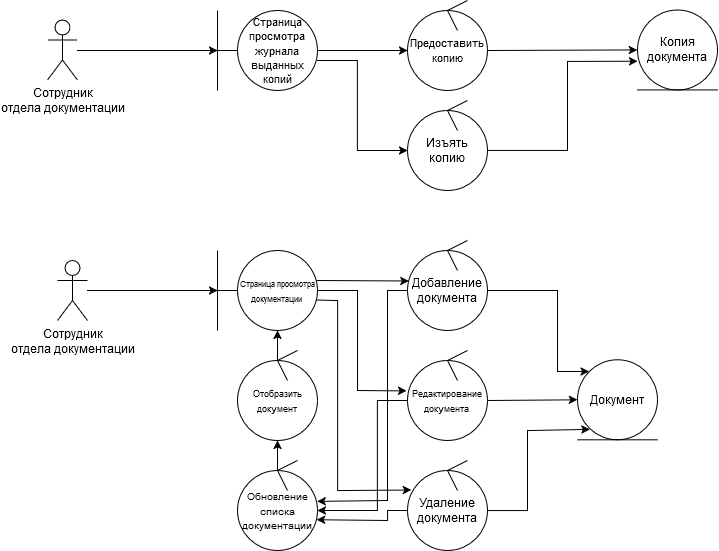 Страница
просмотра
журнала
выданных
копий
Предоставить
копию
Копия
документа
Сотрудник
отдела документации
Изъять
копию
Страница просмотра
документации
Добавление
документа
Сотрудник
отдела документации
Отобразить
документ
Редактирование
документа
Документ
Обновление
списка
документации
Удаление
документа